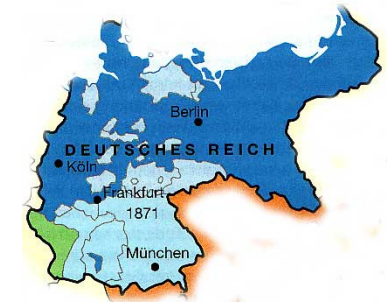 Berlin
DEUTSCHES REICH
Köln
Frankfurt
1871
München